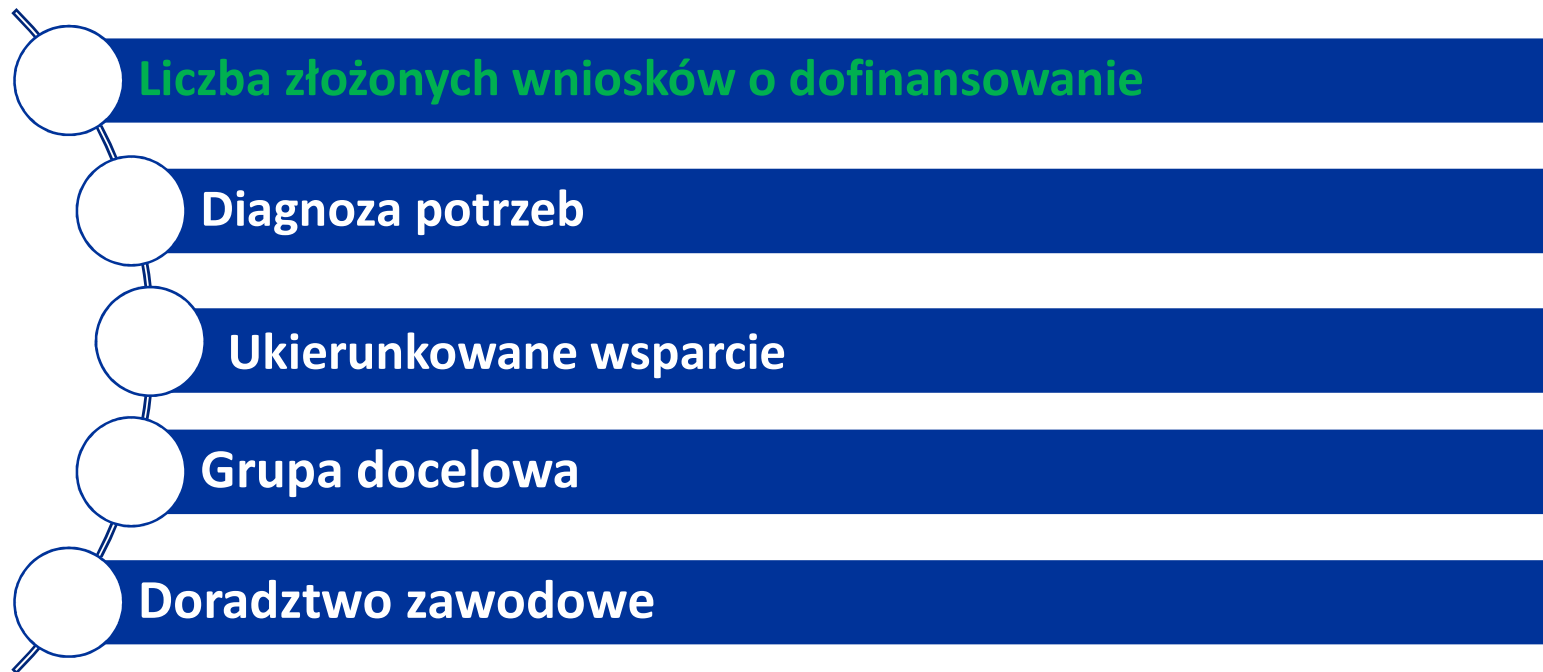 Liczba złożonych wniosków o dofinansowanie
Diagnoza potrzeb
Ukierunkowane wsparcie
Grupa docelowa
Doradztwo zawodowe